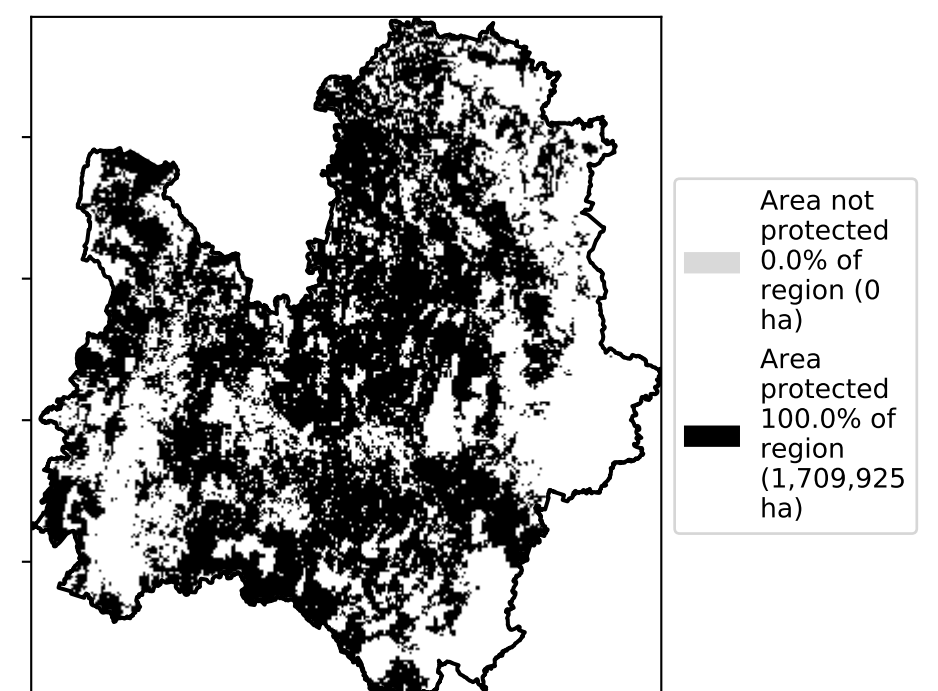 Area not
protected
0.0% of
region (0
ha)
Area
protected
100.0% of
region
(1,709,925
ha)